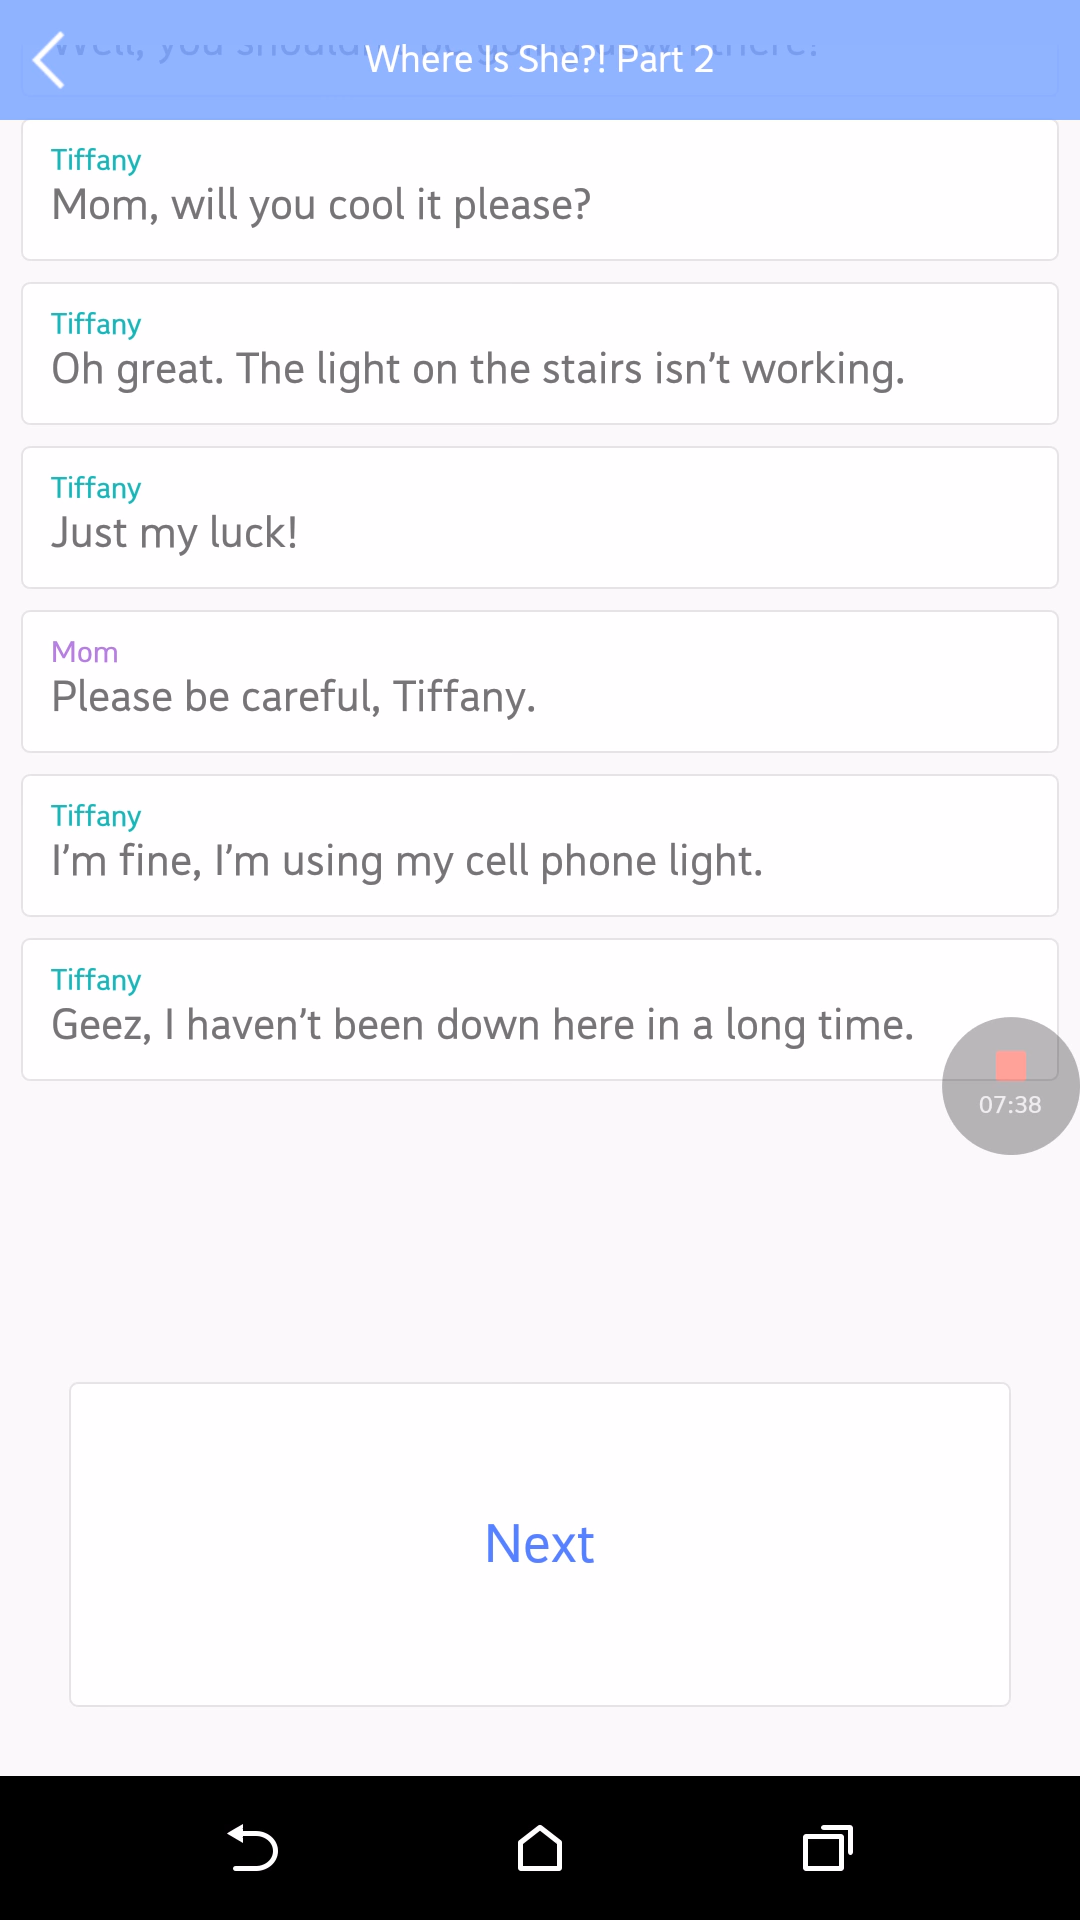 Where Is She?! Part 2
Tiffany
Mom, will you cool it please?
Tiffany
Oh great. The light on the stairs isn’t working.
Tiffany
Just my luck!
Mom
Please be careful, Tiffany.
Tiffany
I’m fine, I’m using my cell phone light.
Tiffany
Geez, I haven’t been down here in a long time.
07:38
Next